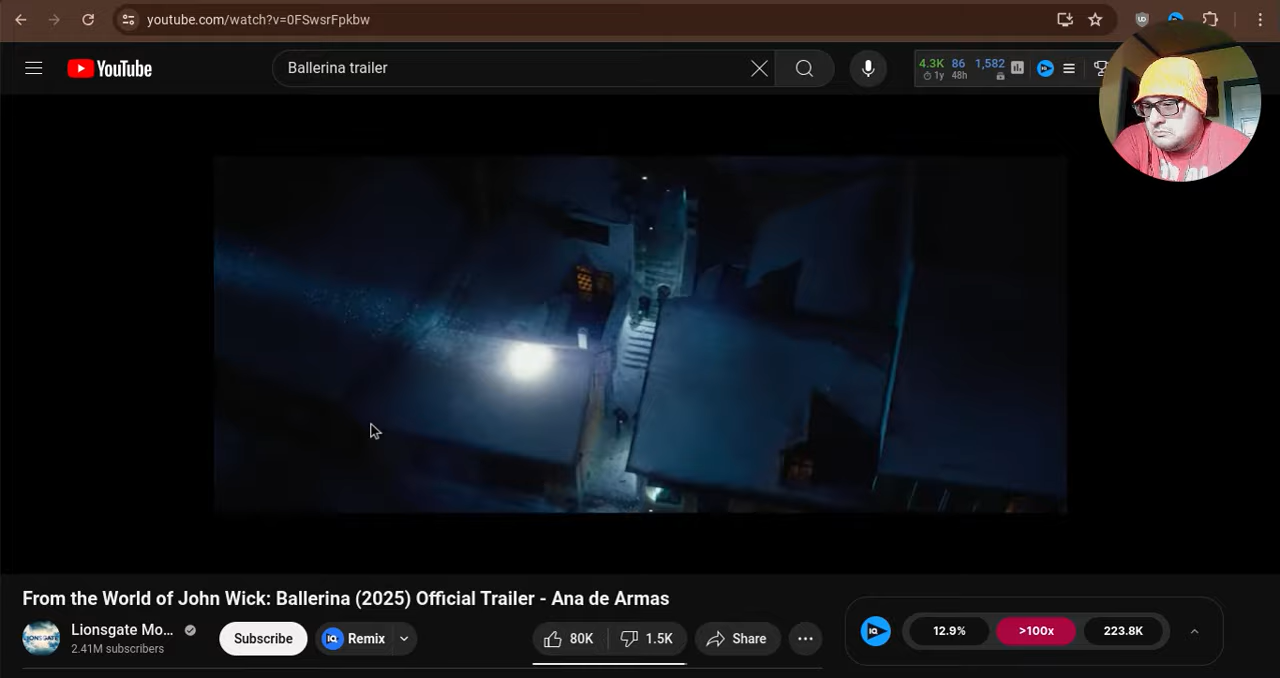 youtube.com/watch?v=0FSwsrFpkbw
YouTube
Ballerina trailer
4.3K 86 1,582
1y 48h
From the World of John Wick: Ballerina (2025) Official Trailer - Ana de Armas
LIONSGATE
Lionsgate Mo...
2.41M subscribers
Subscribe
IQ
Remix
80K
1.5K
Share
12.9%
>100x
223.8K